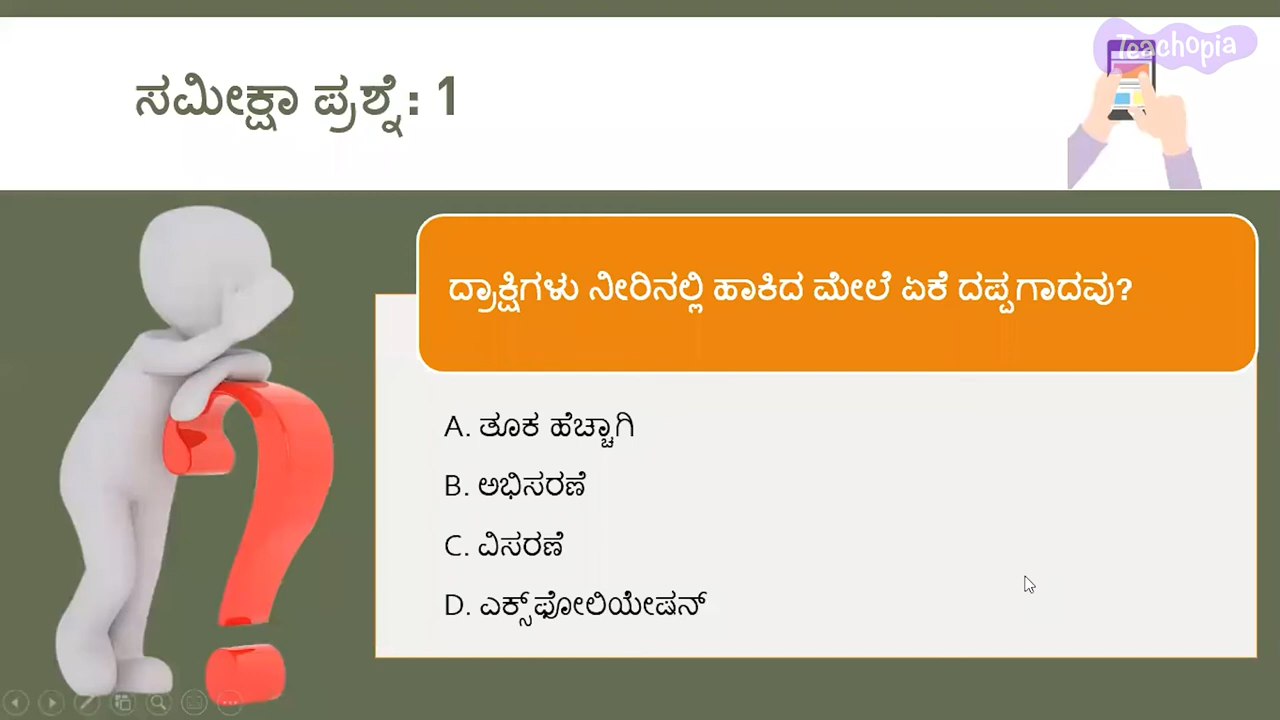 Teachopia
ಸಮೀಕ್ಷಾ ಪ್ರಶ್ನೆ: 1
ದ್ರಾಕ್ಷಿಗಳು ನೀರಿನಲ್ಲಿ ಹಾಕಿದ ಮೇಲೆ ಏಕೆ ದಪ್ಪಗಾದವು?
A. ತೂಕ ಹೆಚ್ಚಾಗಿ
B. ಅಭಿಸರಣೆ
C. ವಿಸರಣೆ
D. ಎಕ್ಸ್‌ಫೋಲಿಯೇಷನ್